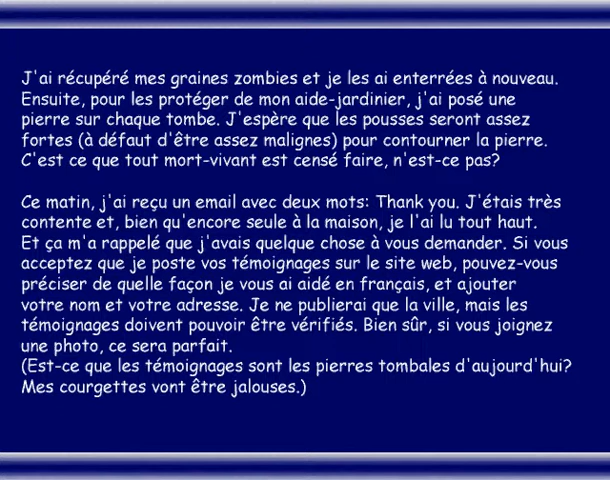 J'ai récupéré mes graines zombies et je les ai enterrées à nouveau.
Ensuite, pour les protéger de mon aide-jardinier, j'ai posé une
pierre sur chaque tombe. J'espère que les pousses seront assez
fortes (à défaut d'être assez malignes) pour contourner la pierre.
C'est ce que tout mort-vivant est censé faire, n'est-ce pas?

Ce matin, j'ai reçu un email avec deux mots: Thank you. J'étais très
contente et, bien qu'encore seule à la maison, je l'ai lu tout haut.
Et ça m'a rappelé que j'avais quelque chose à vous demander. Si vous
acceptez que je poste vos témoignages sur le site web, pouvez-vous
préciser de quelle façon je vous ai aidé en français, et ajouter
votre nom et votre adresse. Je ne publierai que la ville, mais les
témoignages doivent pouvoir être vérifiés. Bien sûr, si vous joignez
une photo, ce sera parfait.
(Est-ce que les témoignages sont les pierres tombales d'aujourd'hui?
Mes courgettes vont être jalouses.)